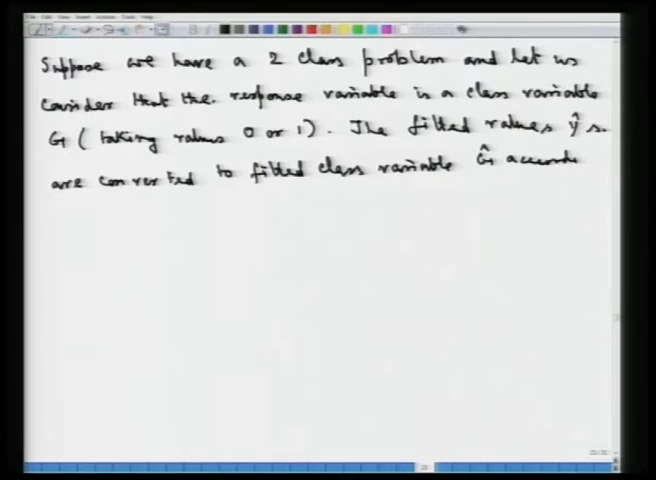 Suppose we have a 2 class problem and let us
consider that the response variable is a class variable
G (taking values 0 or 1). The fitted values ŷ s.
are converted to fitted class variable Ĝ accordi